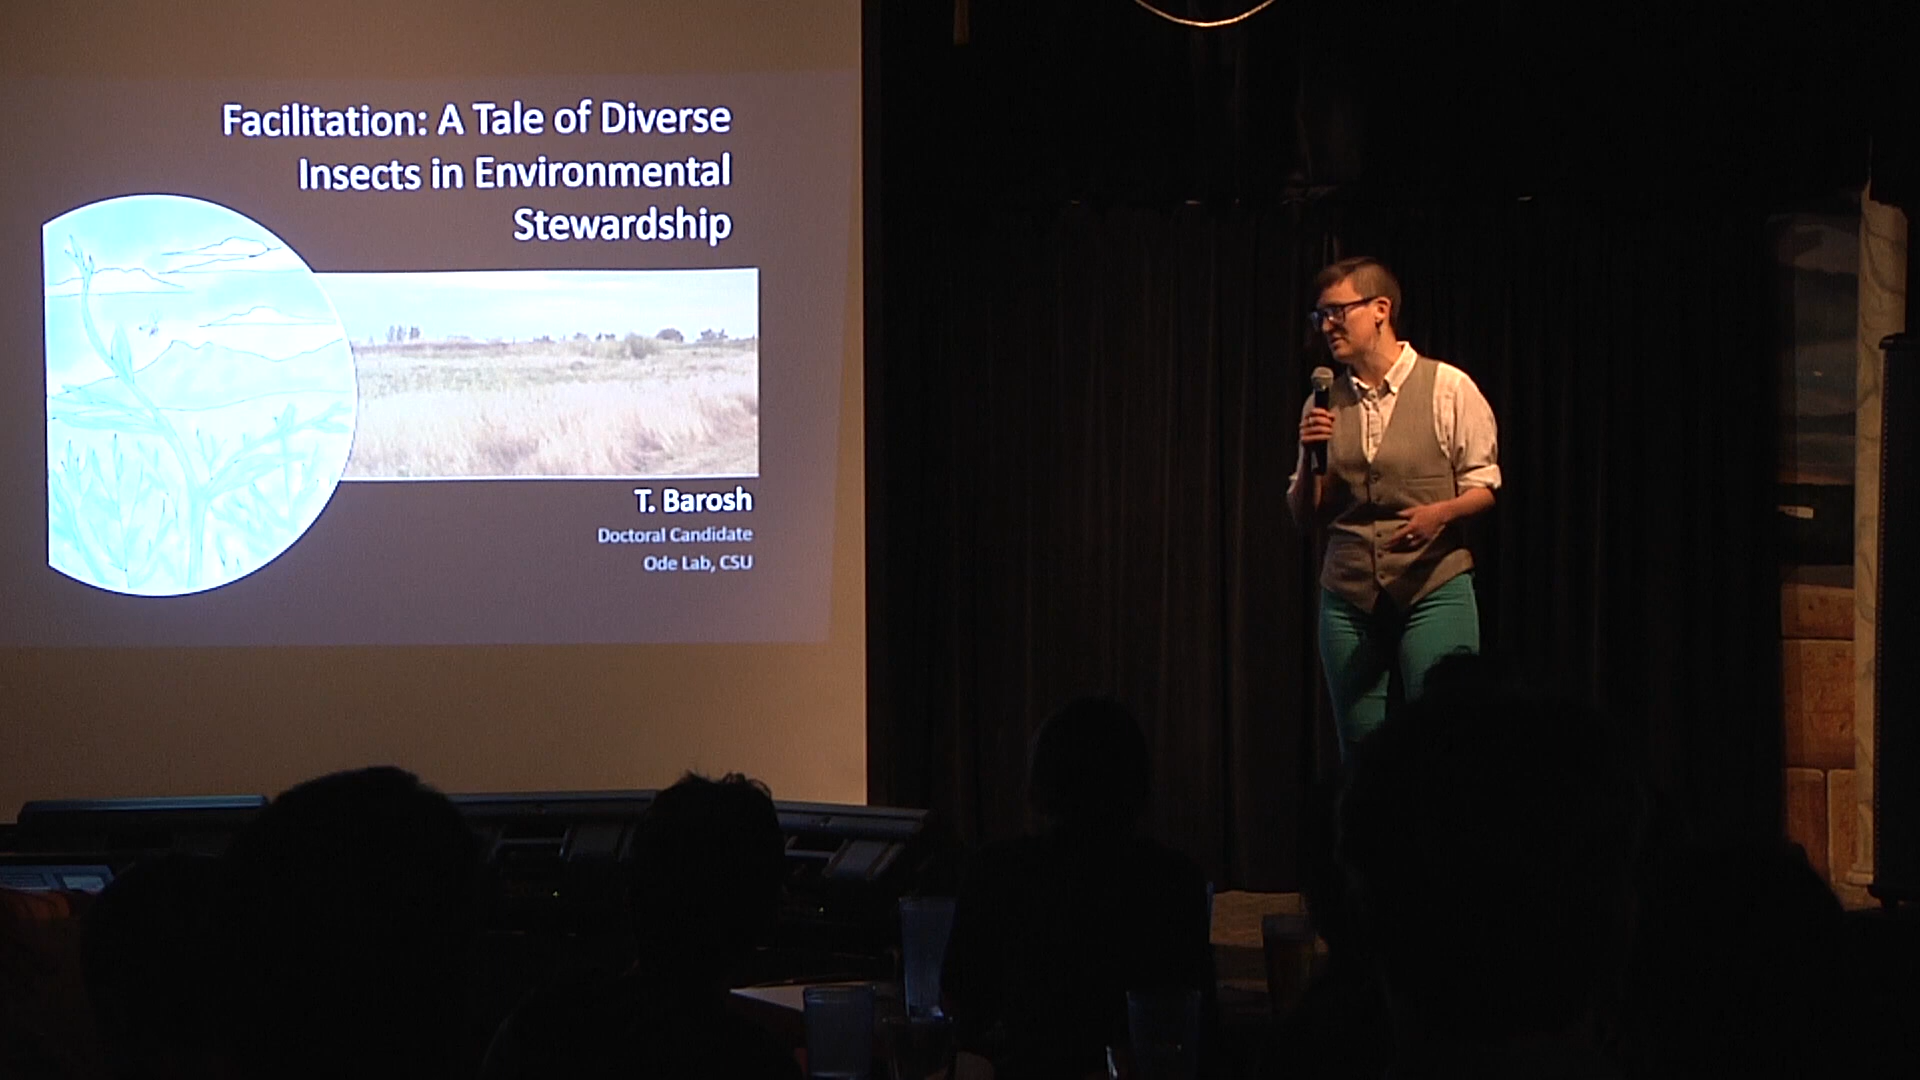 Facilitation: A Tale of Diverse
Insects in Environmental
Stewardship
T. Barosh
Doctoral Candidate
Ode Lab, CSU